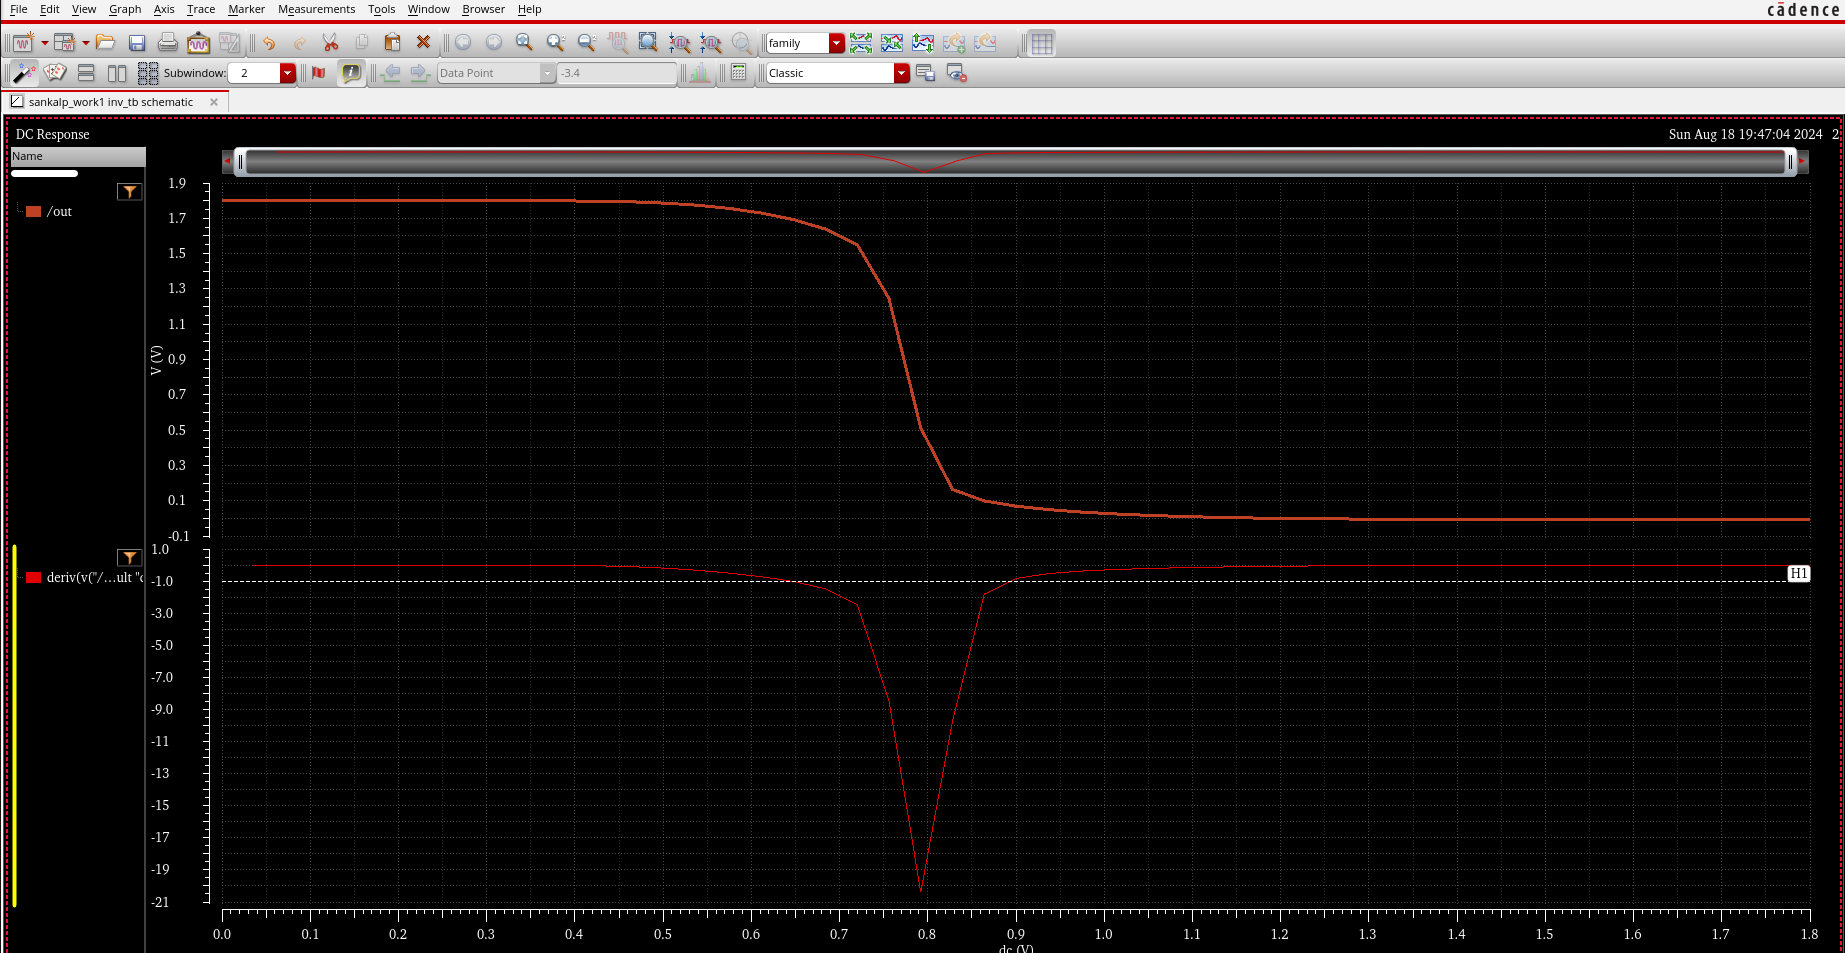 File Edit View Graph Axis Trace Marker Measurements Tools Window Browser Help
cādence
family
Subwindow: 2
Data Point
-3.4
Classic
sankalp_work1 inv_tb schematic
DC Response
Sun Aug 18 19:47:04 2024 2
Name
/out
V (V)
1.9
1.7
1.5
1.3
1.1
0.9
0.7
0.5
0.3
0.1
-0.1
deriv(v("/...ult "d
1.0
-1.0
-3.0
-5.0
-7.0
-9.0
-11
-13
-15
-17
-19
-21
H1
0.0 0.1 0.2 0.3 0.4 0.5 0.6 0.7 0.8 0.9 1.0 1.1 1.2 1.3 1.4 1.5 1.6 1.7 1.8
dc (V)